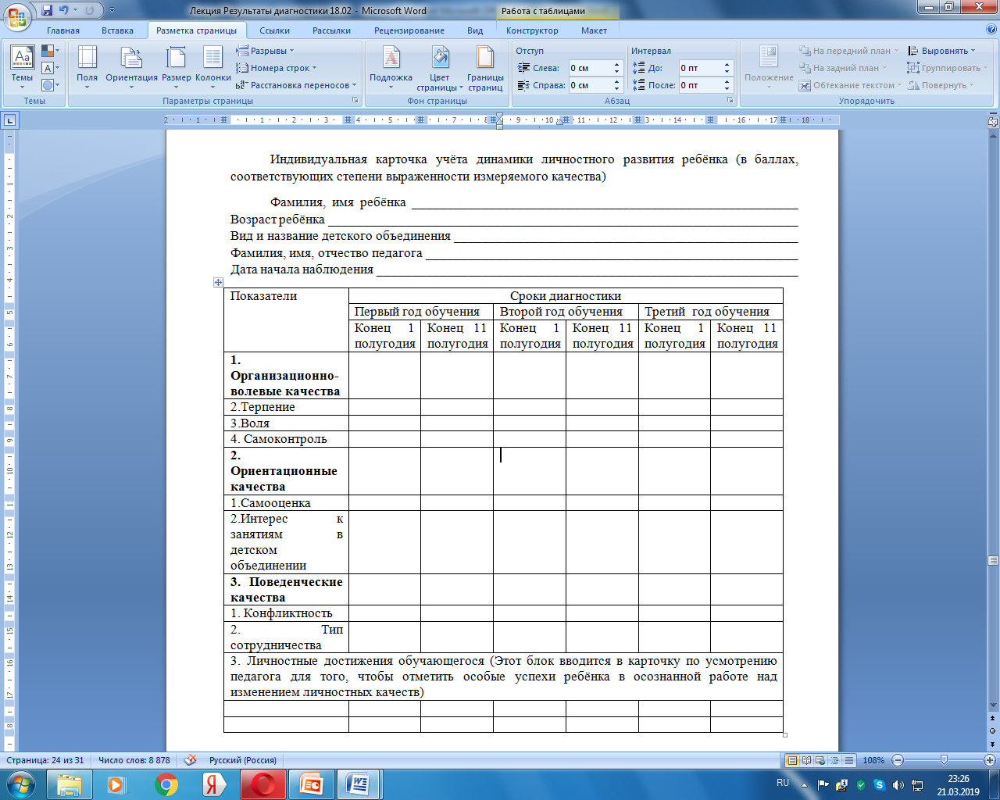 Лекция Результаты диагностики 18.02 - Microsoft Word
Работа с таблицами
Главная Вставка Разметка страницы Ссылки Рассылки Рецензирование Вид Конструктор Макет
Темы
Поля Ориентация Размер Колонки
Разрывы
Номера строк
Расстановка переносов
Подложка Цвет страницы Границы страниц
Отступ Интервал
Слева: 0 см До: 0 пт
Справа: 0 см После: 0 пт
Положение
На передний план Выровнять
На задний план Группировать
Обтекание текстом Повернуть
Темы Параметры страницы Фон страницы Абзац Упорядочить
Индивидуальная карточка учёта динамики личностного развития ребёнка (в баллах,
соответствующих степени выраженности измеряемого качества)
Фамилия, имя ребёнка
Возраст ребёнка
Вид и название детского объединения
Фамилия, имя, отчество педагога
Дата начала наблюдения
Показатели Сроки диагностики
Первый год обучения Второй год обучения Третий год обучения
Конец 1 Конец 11 Конец 1 Конец 11 Конец 1 Конец 11
полугодия полугодия полугодия полугодия полугодия полугодия
1.
Организационно-
волевые качества
2.Терпение
3.Воля
4. Самоконтроль
2.
Ориентационные
качества
1.Самооценка
2.Интерес к
занятиям в
детском
объединении
3. Поведенческие
качества
1. Конфликтность
2. Тип
сотрудничества
3. Личностные достижения обучающегося (Этот блок вводится в карточку по усмотрению
педагога для того, чтобы отметить особые успехи ребёнка в осознанной работе над
изменением личностных качеств)
Страница: 24 из 31 Число слов: 8 878 Русский (Россия) 108%
RU 23:26
21.03.2019